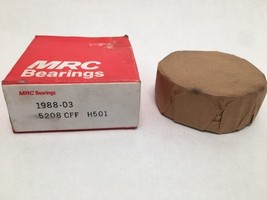 MRC
Bearings
MRC Bearings
1988-03
5208 CFF H501